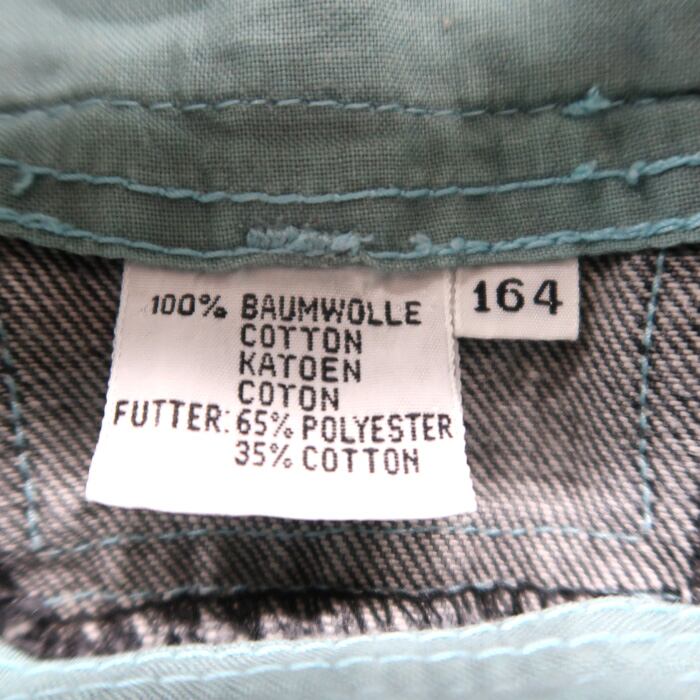 100% BAUMWOLLE
COTTON
KATOEN
COTON
FUTTER: 65% POLYESTER
35% COTTON
164